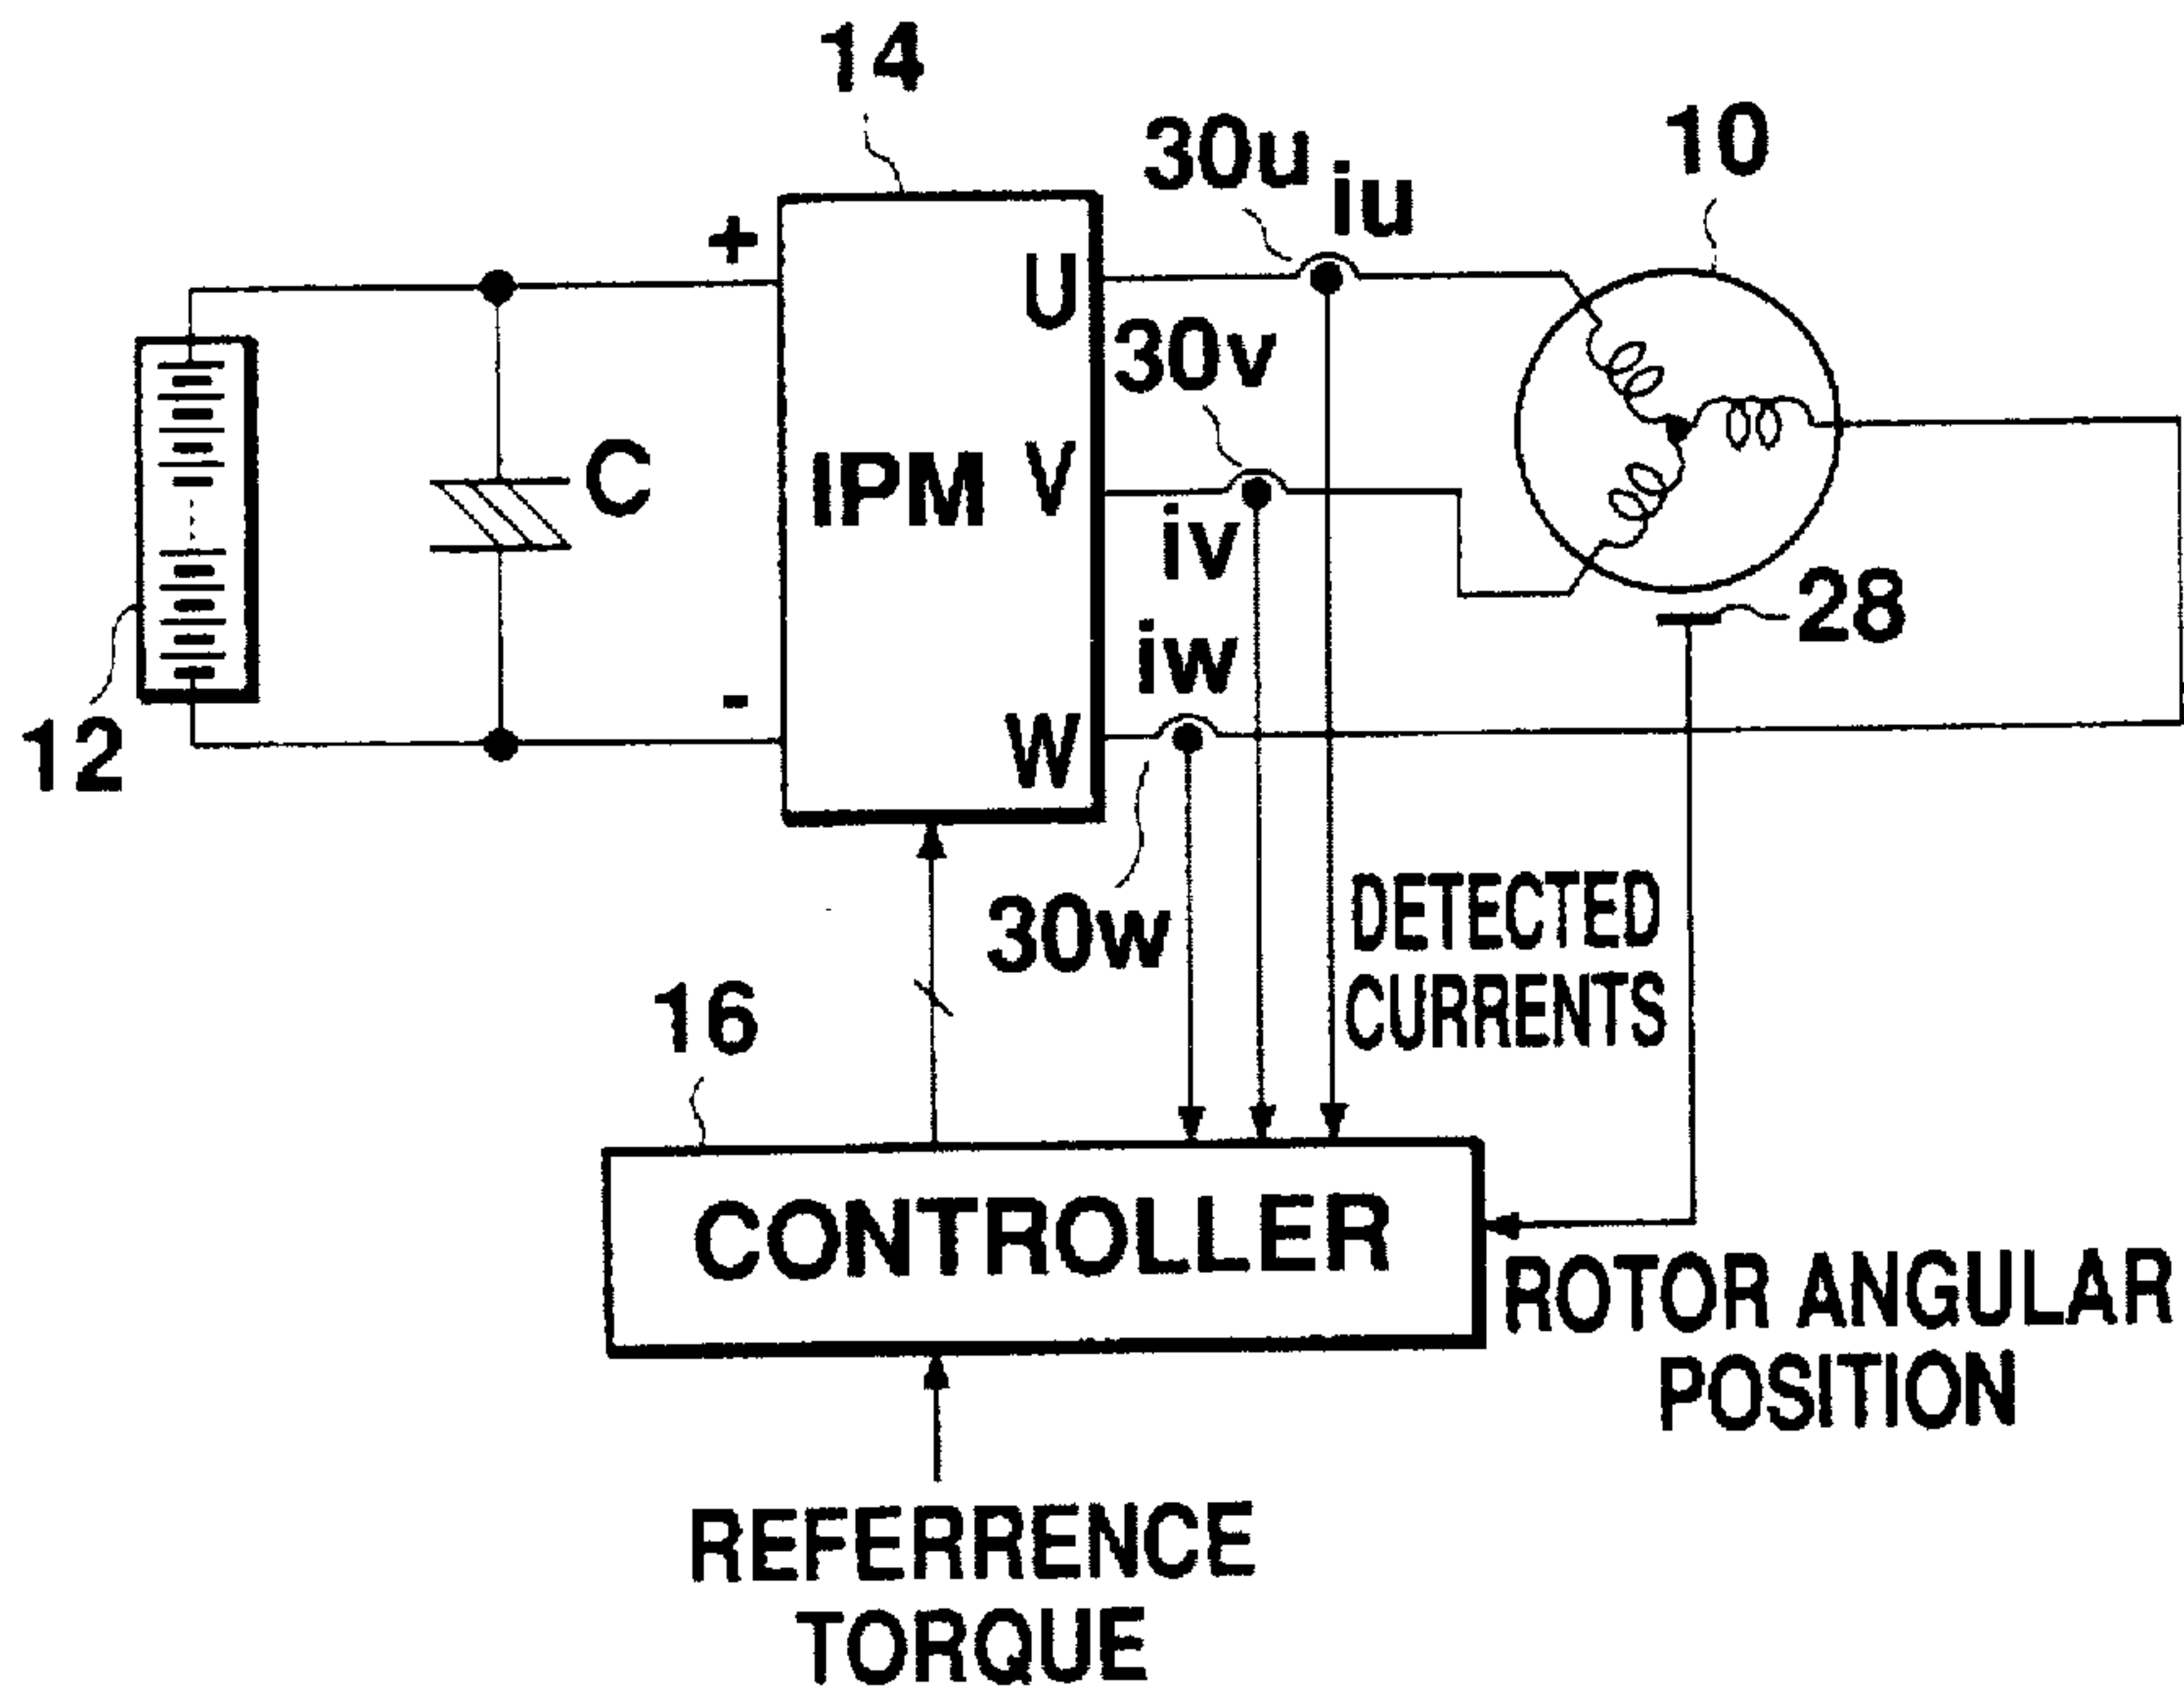 14
30u
iu
10
+
U
30v
C
IPM
V
iv
28
iw
-
W
12
30w
DETECTED
CURRENTS
16
CONTROLLER
ROTOR ANGULAR
POSITION
REFERRENCE
TORQUE